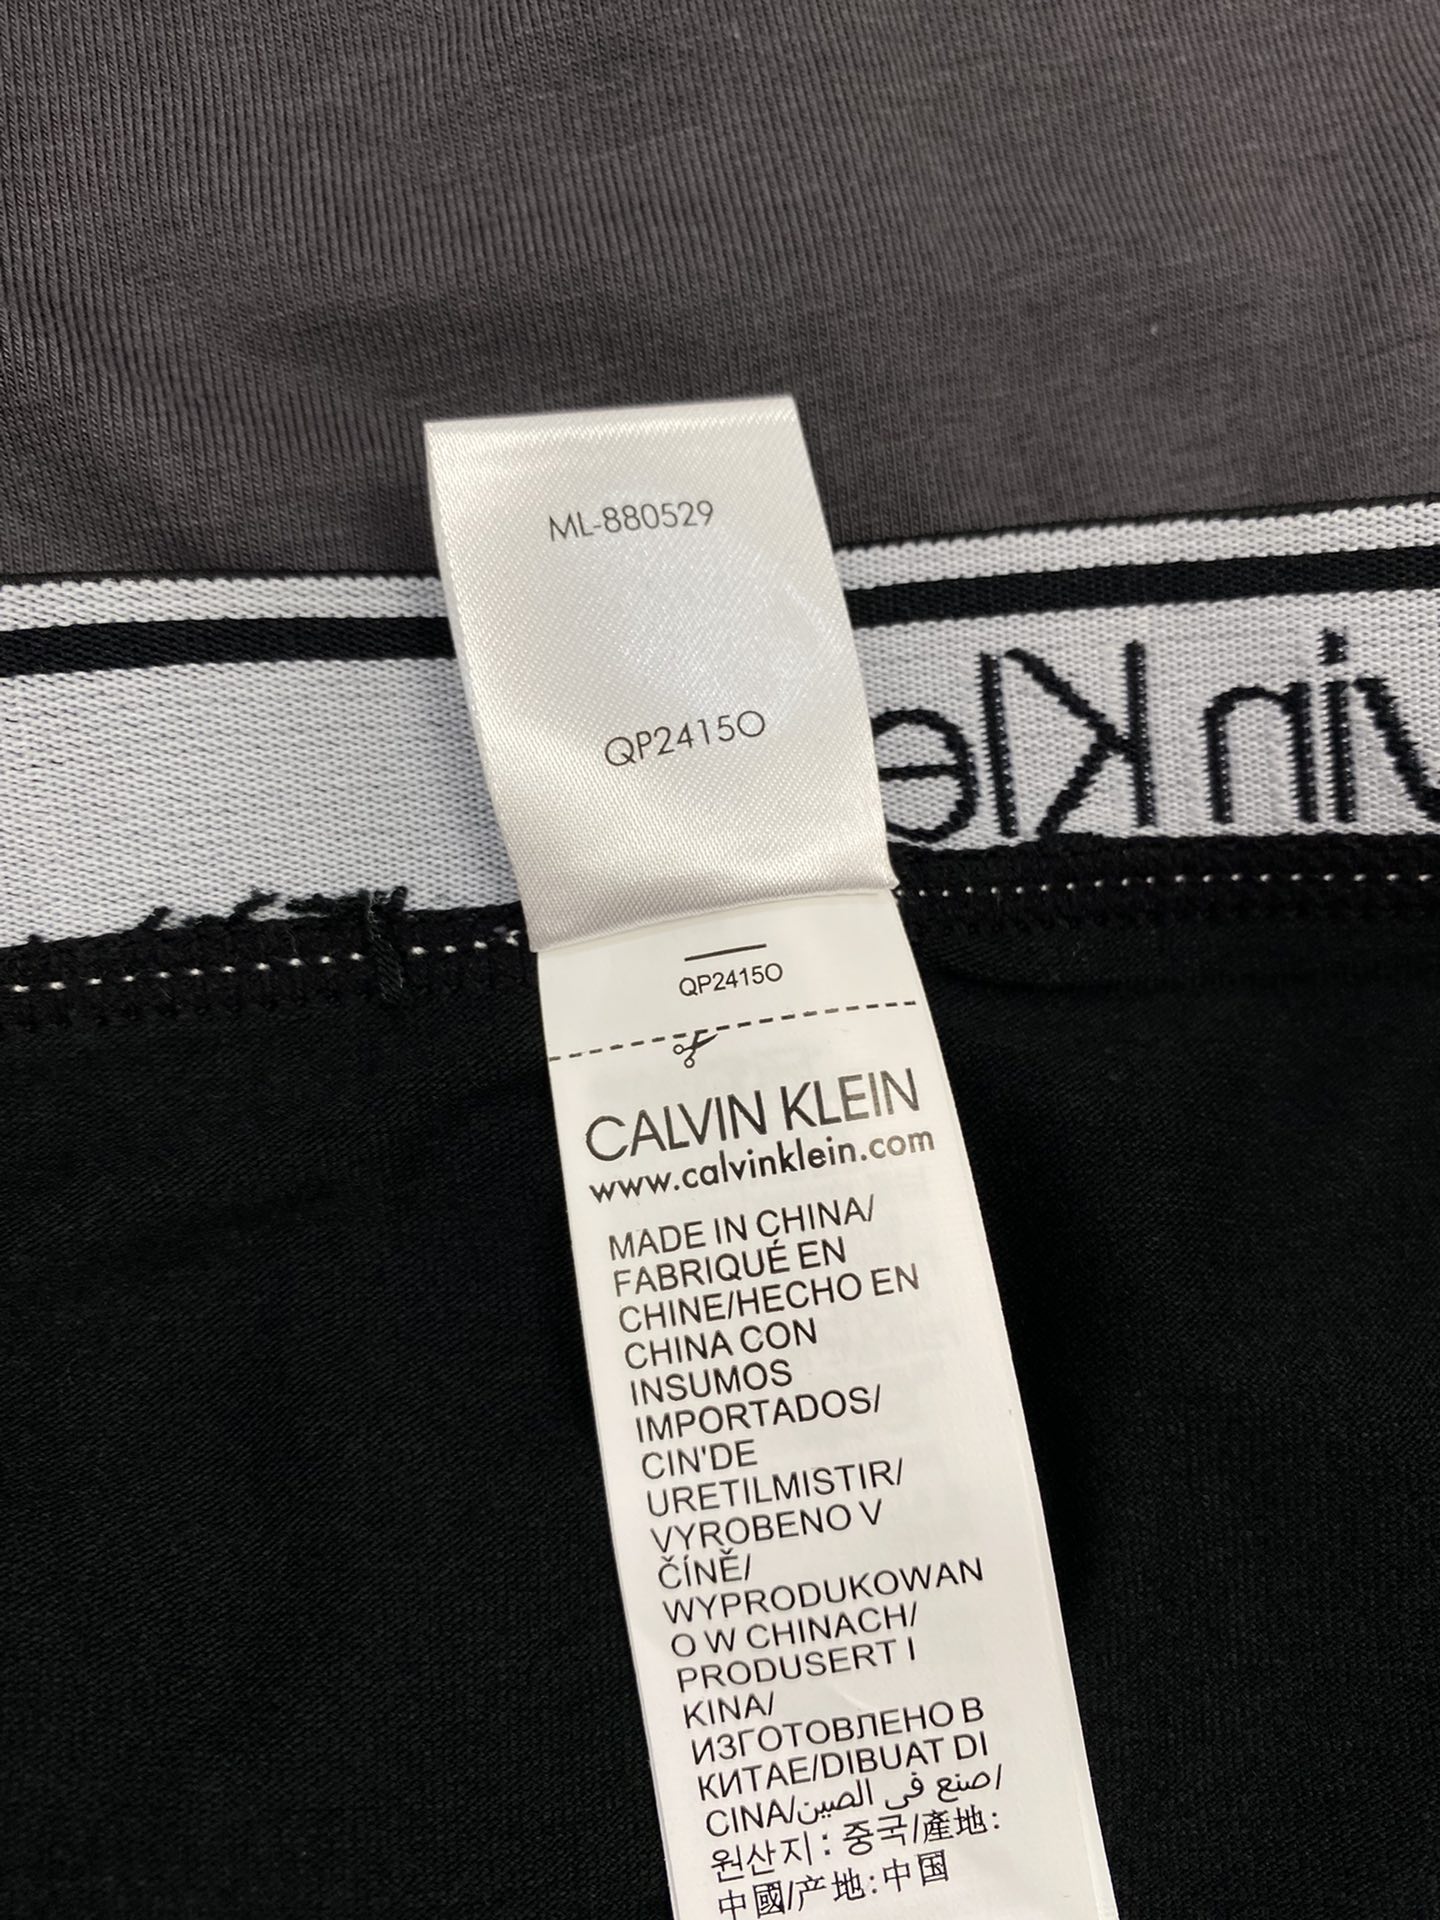 ML-880529
QP2415O
vin Kle
QP2415O
CALVIN KLEIN
www.calvinklein.com
MADE IN CHINA/
FABRIQUÉ EN
CHINE/HECHO EN
CHINA CON
INSUMOS
IMPORTADOS/
CIN'DE
URETILMISTIR/
VYROBENO V
ČÍNĚ/
WYPRODUKOWAN
O W CHINACH/
PRODUSERT I
KINA/
ИЗГОТОВЛЕНО В
КИТАЕ/DIBUAT DI
CINA/صنع في الصين/
원산지 : 중국/產地:
中國/产地:中国